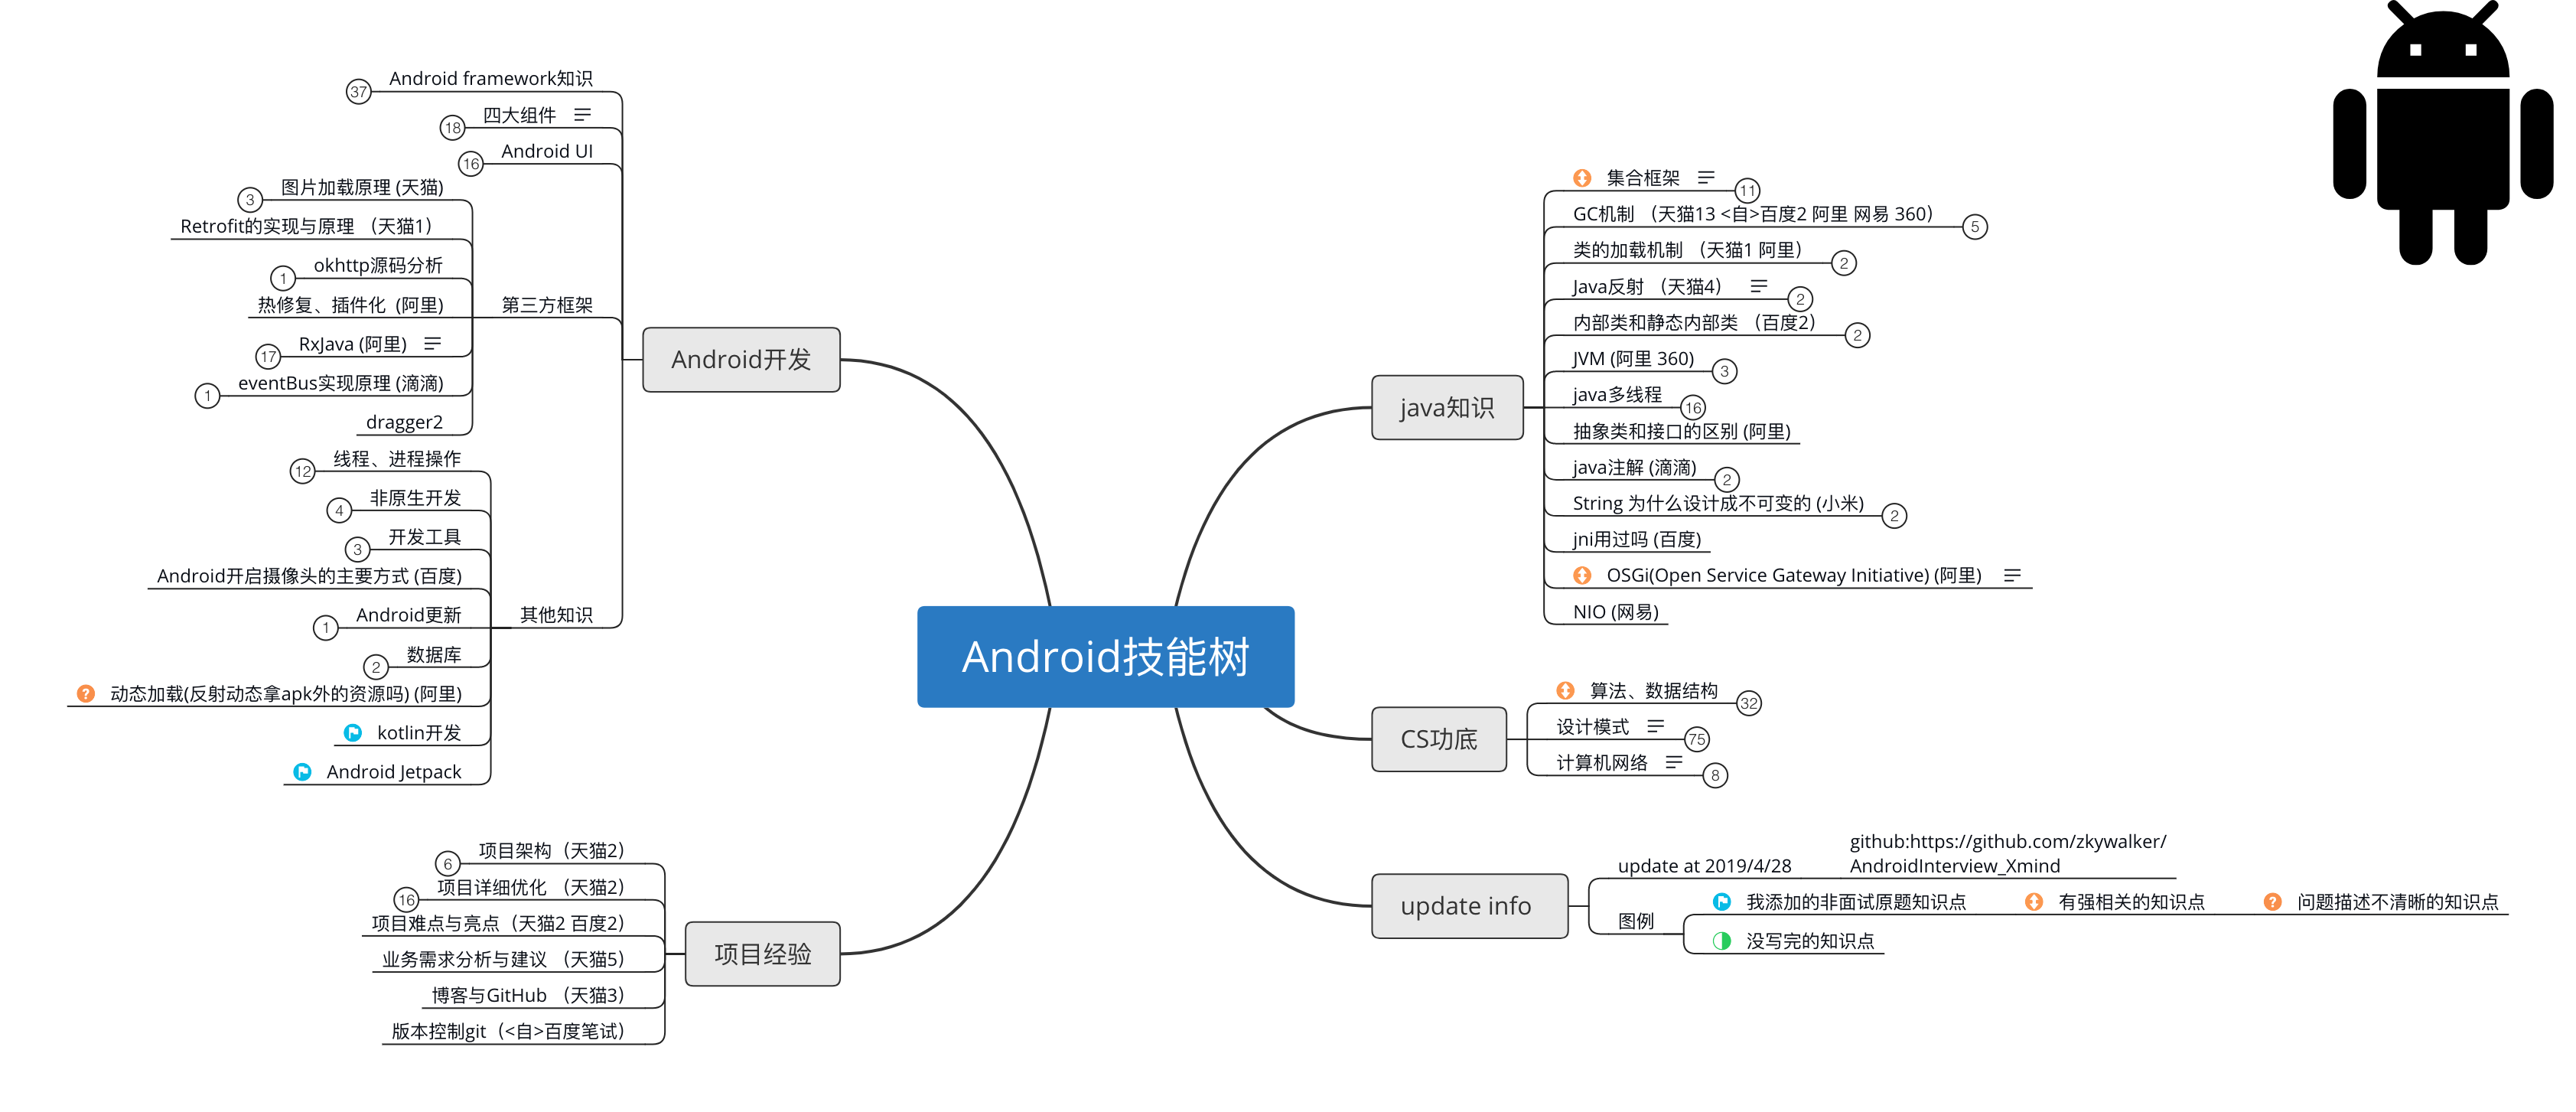 Android技能树
Android开发
Android framework知识
37
四大组件
18
Android UI
16
第三方框架
图片加载原理 (天猫)
3
Retrofit的实现与原理 （天猫1）
okhttp源码分析
1
热修复、插件化 (阿里)
RxJava (阿里)
17
eventBus实现原理 (滴滴)
1
dragger2
其他知识
线程、进程操作
12
非原生开发
4
开发工具
3
Android开启摄像头的主要方式 (百度)
Android更新
1
数据库
2
动态加载(反射动态拿apk外的资源吗) (阿里)
kotlin开发
Android Jetpack
项目经验
项目架构（天猫2）
6
项目详细优化 （天猫2）
16
项目难点与亮点（天猫2 百度2）
业务需求分析与建议 （天猫5）
博客与GitHub （天猫3）
版本控制git（<自>百度笔试）
java知识
集合框架
11
GC机制 （天猫13 <自>百度2 阿里 网易 360）
5
类的加载机制 （天猫1 阿里）
2
Java反射 （天猫4）
2
内部类和静态内部类 （百度2）
2
JVM (阿里 360)
3
java多线程
16
抽象类和接口的区别 (阿里)
java注解 (滴滴)
2
String 为什么设计成不可变的 (小米)
2
jni用过吗 (百度)
OSGi(Open Service Gateway Initiative) (阿里)
NIO (网易)
CS功底
算法、数据结构
32
设计模式
75
计算机网络
8
update info
update at 2019/4/28
github:https://github.com/zkywalker/
AndroidInterview_Xmind
图例
我添加的非面试原题知识点
有强相关的知识点
问题描述不清晰的知识点
没写完的知识点